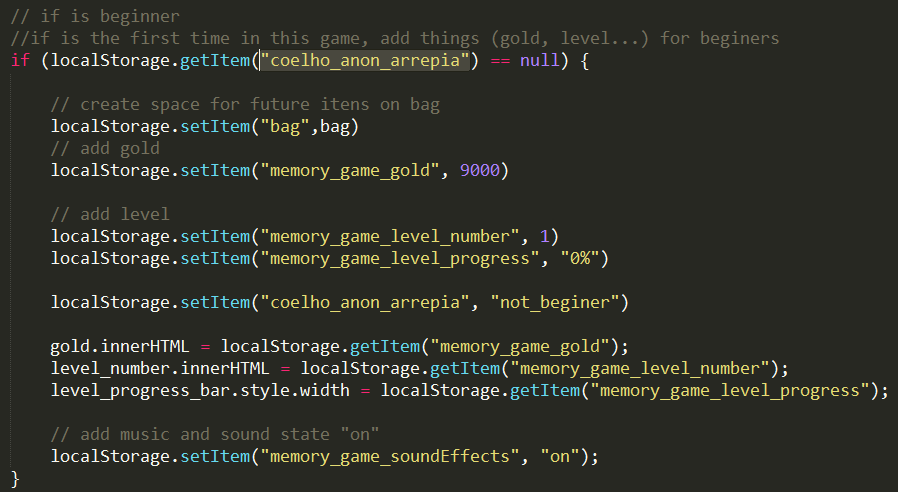 // if is beginner
//if is the first time in this game, add things (gold, level...) for beginers
if (localStorage.getItem("coelho_anon_arrepia") == null) {
// create space for future itens on bag
localStorage.setItem("bag",bag)
// add gold
localStorage.setItem("memory_game_gold", 9000)
// add level
localStorage.setItem("memory_game_level_number", 1)
localStorage.setItem("memory_game_level_progress", "0%")
localStorage.setItem("coelho_anon_arrepia", "not_beginer")
gold.innerHTML = localStorage.getItem("memory_game_gold");
level_number.innerHTML = localStorage.getItem("memory_game_level_number");
level_progress_bar.style.width = localStorage.getItem("memory_game_level_progress");
// add music and sound state "on"
localStorage.setItem("memory_game_soundEffects", "on");
}